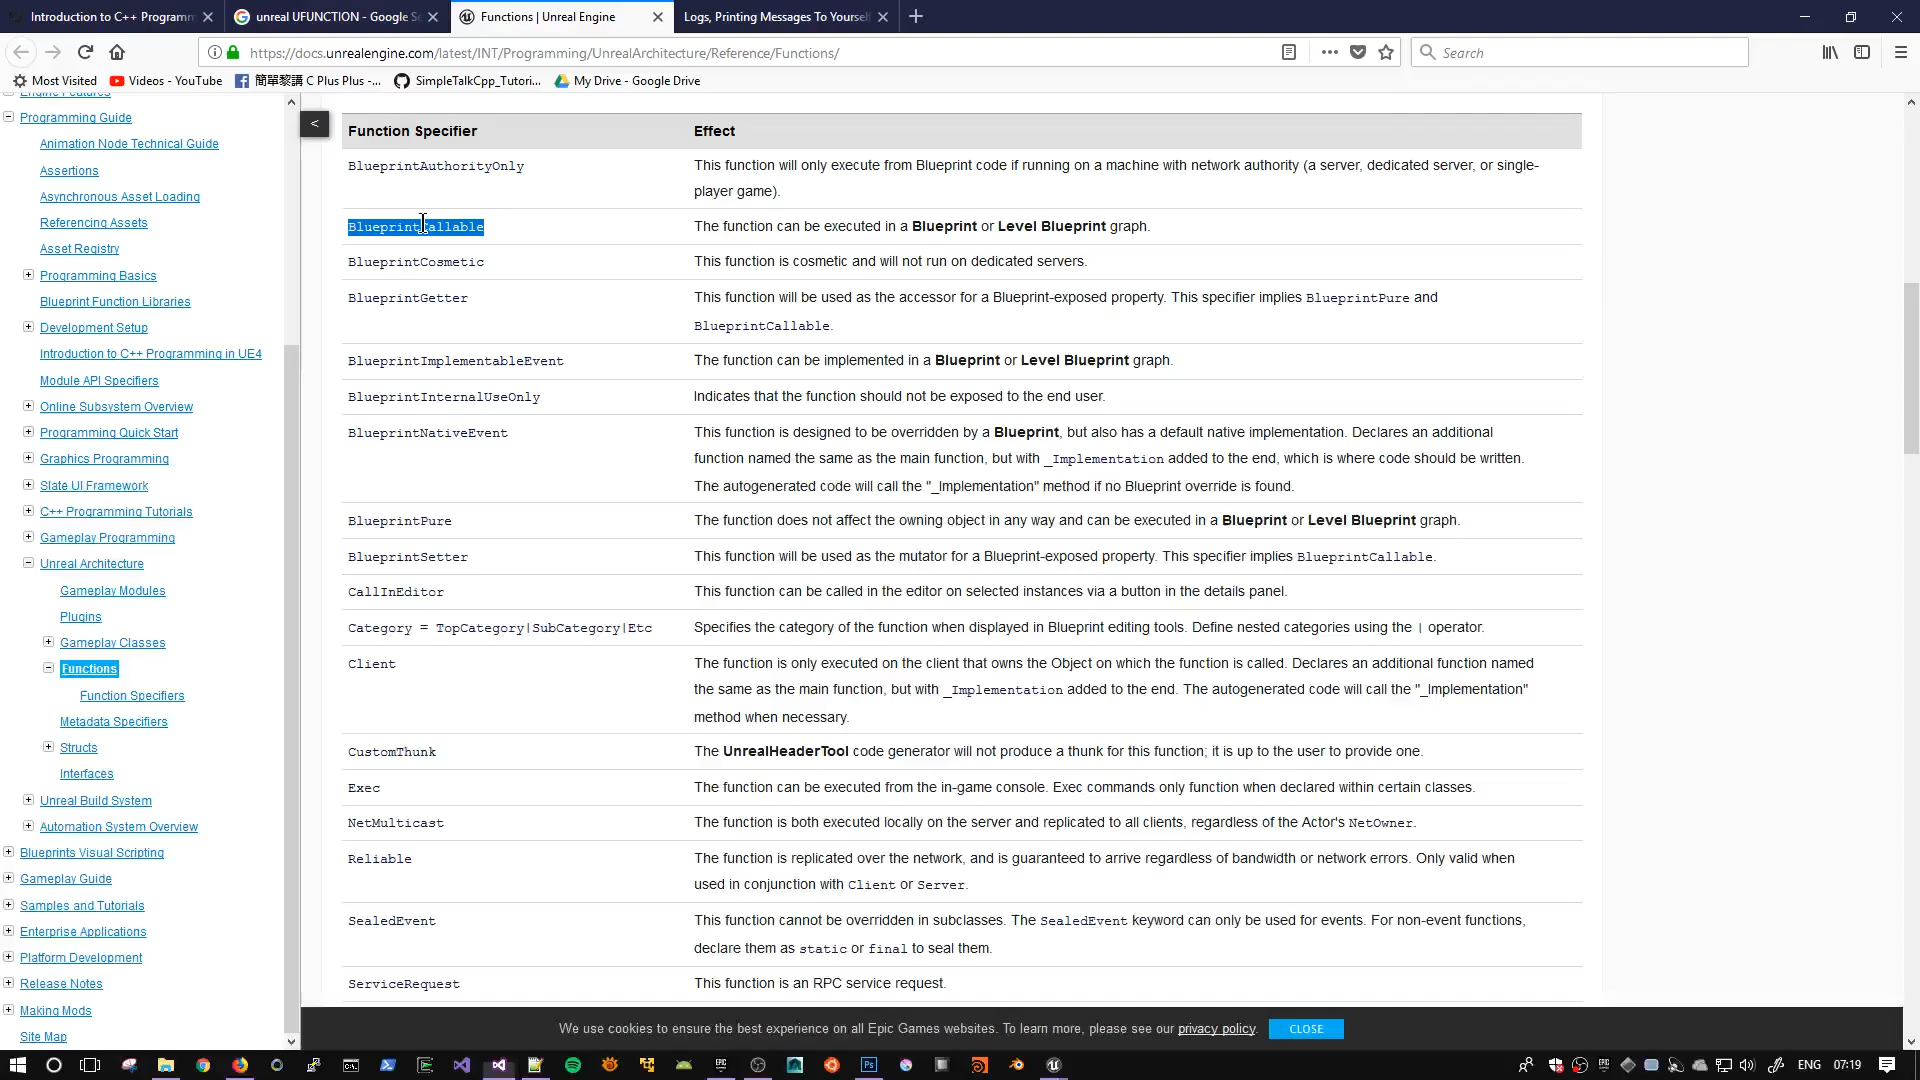 Introduction to C++ Programm
unreal UFUNCTION - Google Se
Functions | Unreal Engine
Logs, Printing Messages To Yourself
https://docs.unrealengine.com/latest/INT/Programming/UnrealArchitecture/Reference/Functions/
Search
Most Visited
Videos - YouTube
簡單黎講 C Plus Plus -...
SimpleTalkCpp_Tutori...
My Drive - Google Drive
Engine Features
Programming Guide
Animation Node Technical Guide
Assertions
Asynchronous Asset Loading
Referencing Assets
Asset Registry
Programming Basics
Blueprint Function Libraries
Development Setup
Introduction to C++ Programming in UE4
Module API Specifiers
Online Subsystem Overview
Programming Quick Start
Graphics Programming
Slate UI Framework
C++ Programming Tutorials
Gameplay Programming
Unreal Architecture
Gameplay Modules
Plugins
Gameplay Classes
Functions
Function Specifiers
Metadata Specifiers
Structs
Interfaces
Unreal Build System
Automation System Overview
Blueprints Visual Scripting
Gameplay Guide
Samples and Tutorials
Enterprise Applications
Platform Development
Release Notes
Making Mods
Site Map
<
Function Specifier Effect
BlueprintAuthorityOnly This function will only execute from Blueprint code if running on a machine with network authority (a server, dedicated server, or single-
player game).
BlueprintCallable The function can be executed in a Blueprint or Level Blueprint graph.
BlueprintCosmetic This function is cosmetic and will not run on dedicated servers.
BlueprintGetter This function will be used as the accessor for a Blueprint-exposed property. This specifier implies BlueprintPure and
BlueprintCallable.
BlueprintImplementableEvent The function can be implemented in a Blueprint or Level Blueprint graph.
BlueprintInternalUseOnly Indicates that the function should not be exposed to the end user.
BlueprintNativeEvent This function is designed to be overridden by a Blueprint, but also has a default native implementation. Declares an additional
function named the same as the main function, but with _Implementation added to the end, which is where code should be written.
The autogenerated code will call the "_Implementation" method if no Blueprint override is found.
BlueprintPure The function does not affect the owning object in any way and can be executed in a Blueprint or Level Blueprint graph.
BlueprintSetter This function will be used as the mutator for a Blueprint-exposed property. This specifier implies BlueprintCallable.
CallInEditor This function can be called in the editor on selected instances via a button in the details panel.
Category = TopCategory|SubCategory|Etc Specifies the category of the function when displayed in Blueprint editing tools. Define nested categories using the | operator.
Client The function is only executed on the client that owns the Object on which the function is called. Declares an additional function named
the same as the main function, but with _Implementation added to the end. The autogenerated code will call the "_Implementation"
method when necessary.
CustomThunk The UnrealHeaderTool code generator will not produce a thunk for this function; it is up to the user to provide one.
Exec The function can be executed from the in-game console. Exec commands only function when declared within certain classes.
NetMulticast The function is both executed locally on the server and replicated to all clients, regardless of the Actor's NetOwner.
Reliable The function is replicated over the network, and is guaranteed to arrive regardless of bandwidth or network errors. Only valid when
used in conjunction with Client or Server.
SealedEvent This function cannot be overridden in subclasses. The SealedEvent keyword can only be used for events. For non-event functions,
declare them as static or final to seal them.
ServiceRequest This function is an RPC service request.
We use cookies to ensure the best experience on all Epic Games websites. To learn more, please see our privacy policy. CLOSE
ENG 07:19